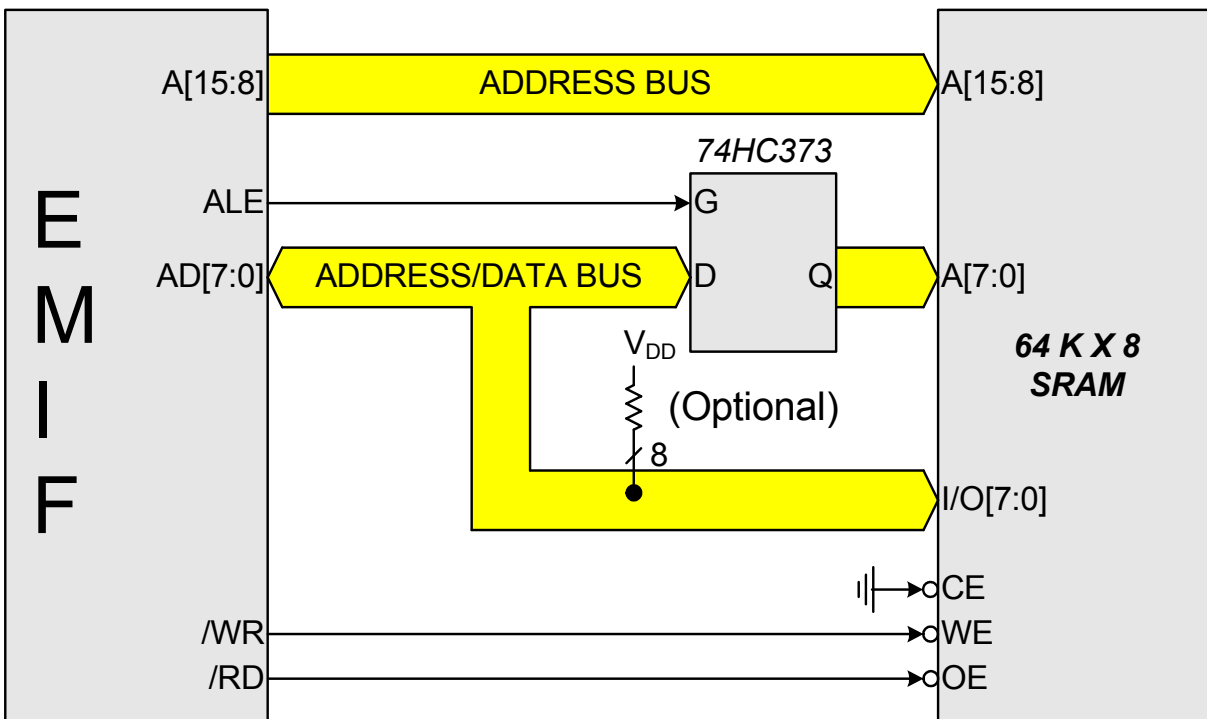 A[15:8] ADDRESS BUS A[15:8]
74HC373
ALE G
AD[7:0] ADDRESS/DATA BUS D Q A[7:0]
E
M
I
F
V_DD
64 K X 8
SRAM
(Optional)
8
I/O[7:0]
CE
/WR WE
/RD OE